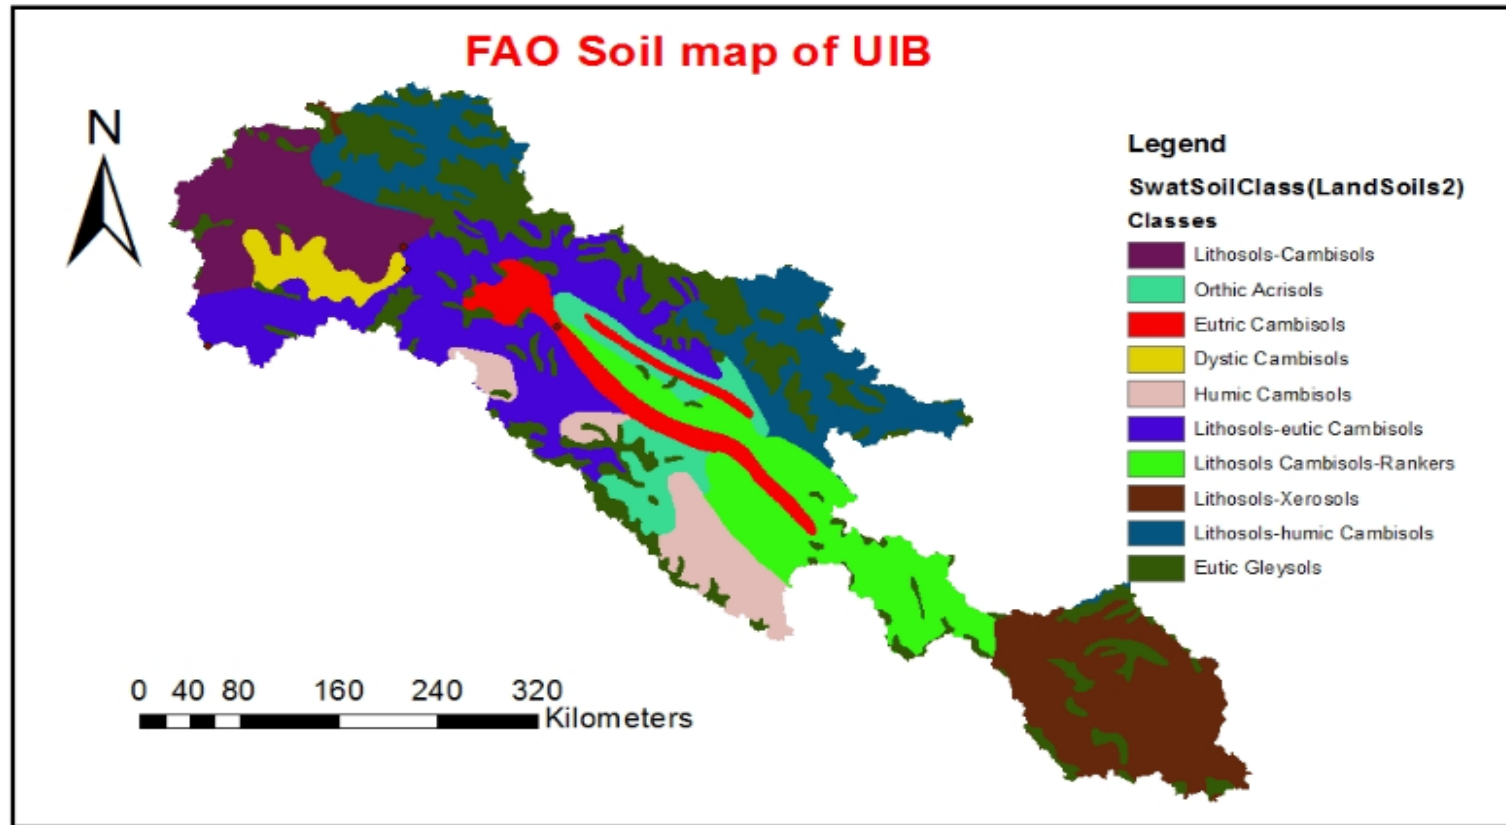 FAO Soil map of UIB
N
Legend
SwatSoilClass(LandSoils2)
Classes
Lithosols-Cambisols
Orthic Acrisols
Eutric Cambisols
Dystic Cambisols
Humic Cambisols
Lithosols-eutic Cambisols
Lithosols Cambisols-Rankers
Lithosols-Xerosols
Lithosols-humic Cambisols
Eutic Gleysols
0 40 80 160 240 320
Kilometers